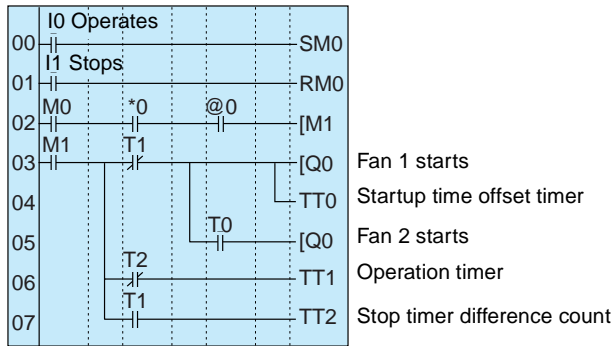 I0 Operates
00 SM0
I1 Stops
01 RM0
M0 *0 @0
02 [M1
M1 T1
03 [Q0 Fan 1 starts
04 TT0 Startup time offset timer
T0
05 [Q0 Fan 2 starts
T2
06 TT1 Operation timer
T1
07 TT2 Stop timer difference count